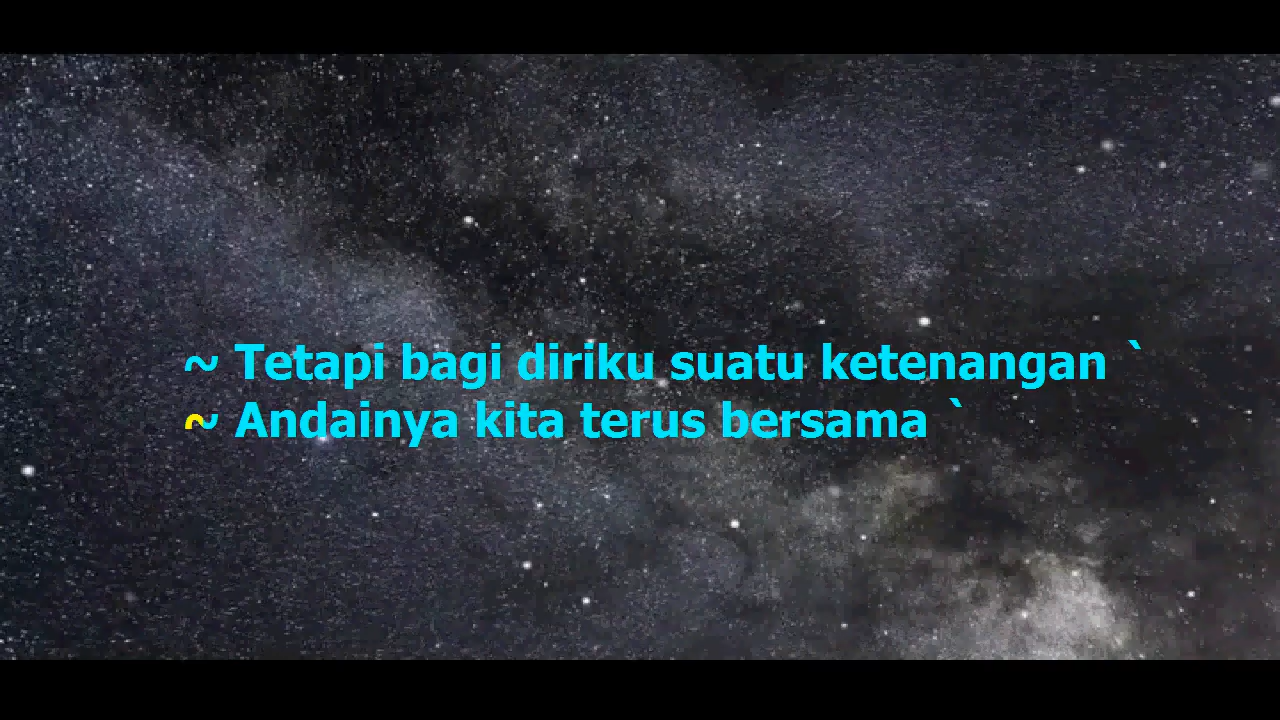 ~ Tetapi bagi diriku suatu ketenangan `
~ Andainya kita terus bersama `